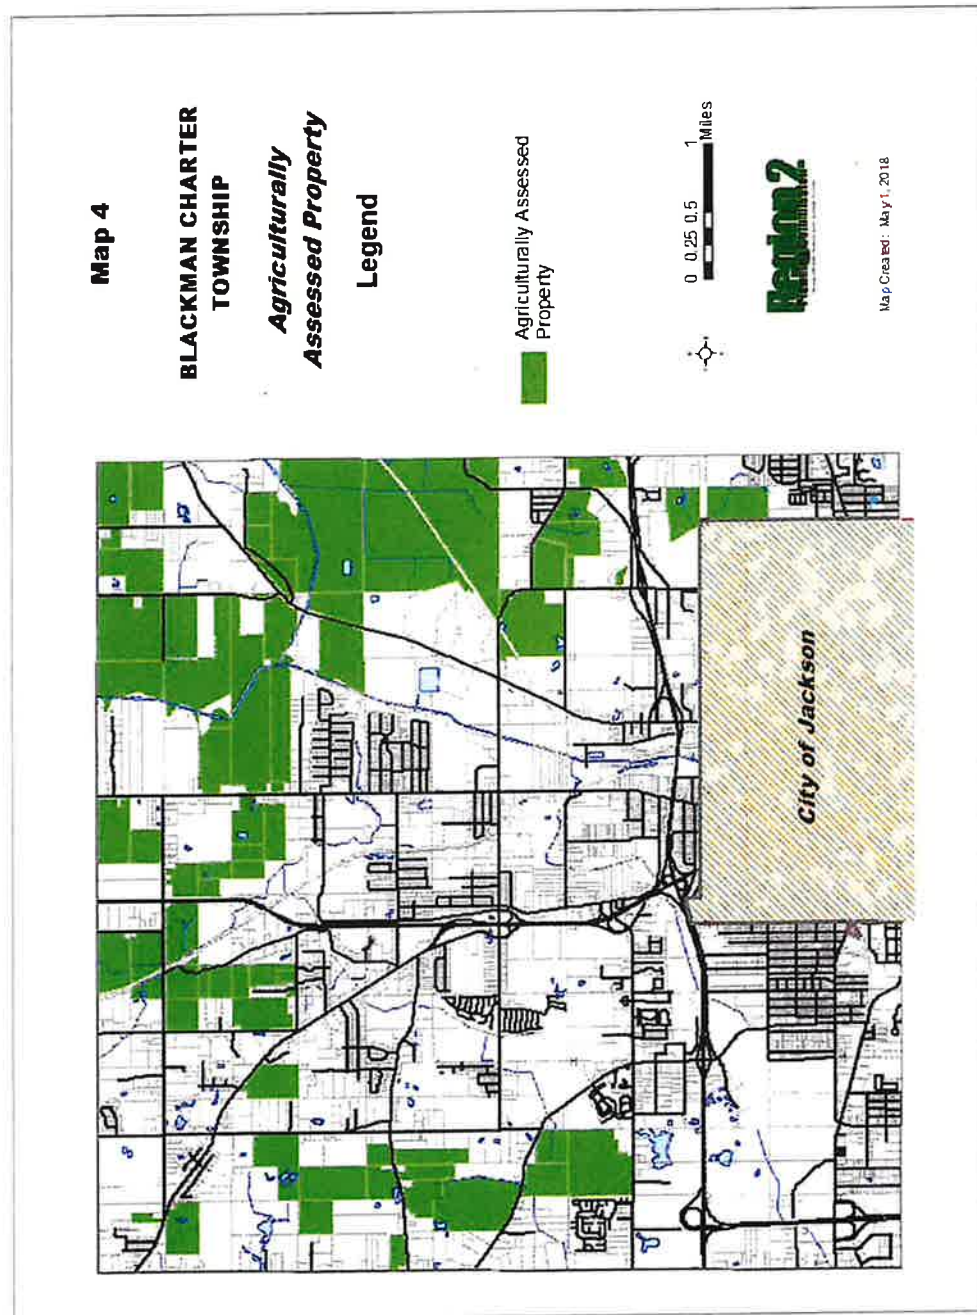 Map 4
BLACKMAN CHARTER
TOWNSHIP
Agriculturally
Assessed Property
Legend
Agriculturally Assessed
Property
0 0.25 0.5 1
Miles
Region 2
Map Created: May 1, 2018
City of Jackson